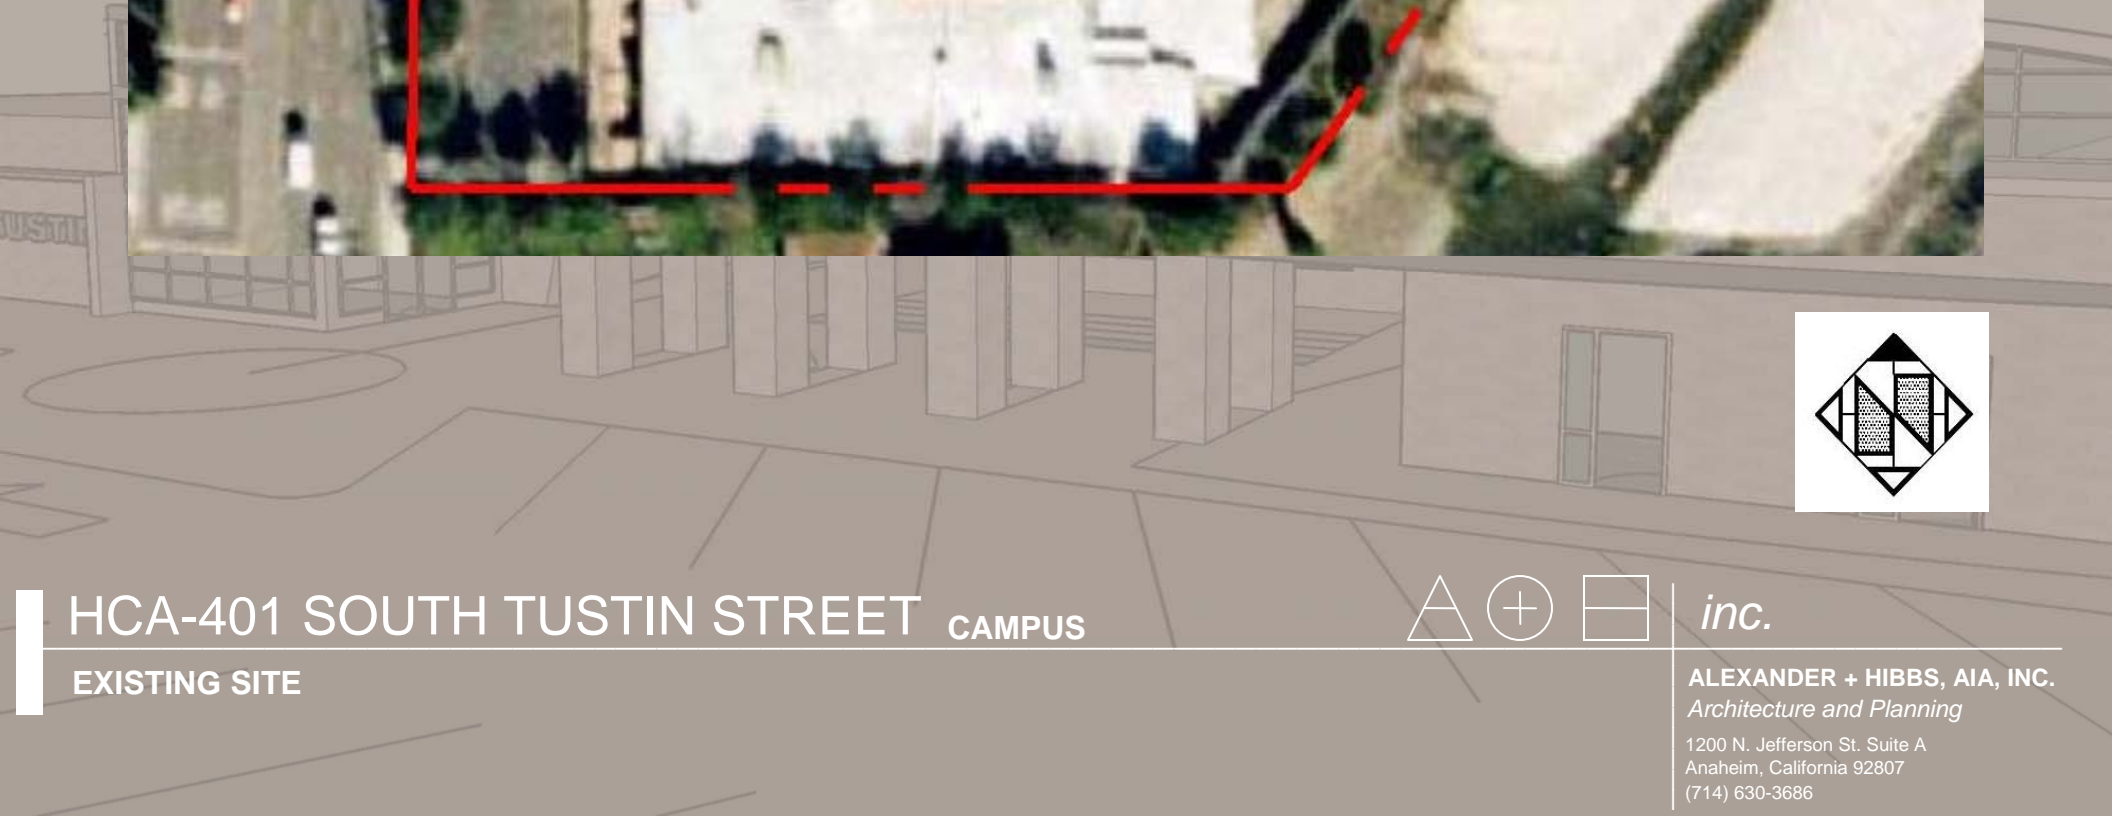 USTIN
HCA-401 SOUTH TUSTIN STREET CAMPUS
EXISTING SITE
N
A + H inc.
ALEXANDER + HIBBS, AIA, INC.
Architecture and Planning
1200 N. Jefferson St. Suite A
Anaheim, California 92807
(714) 630-3686